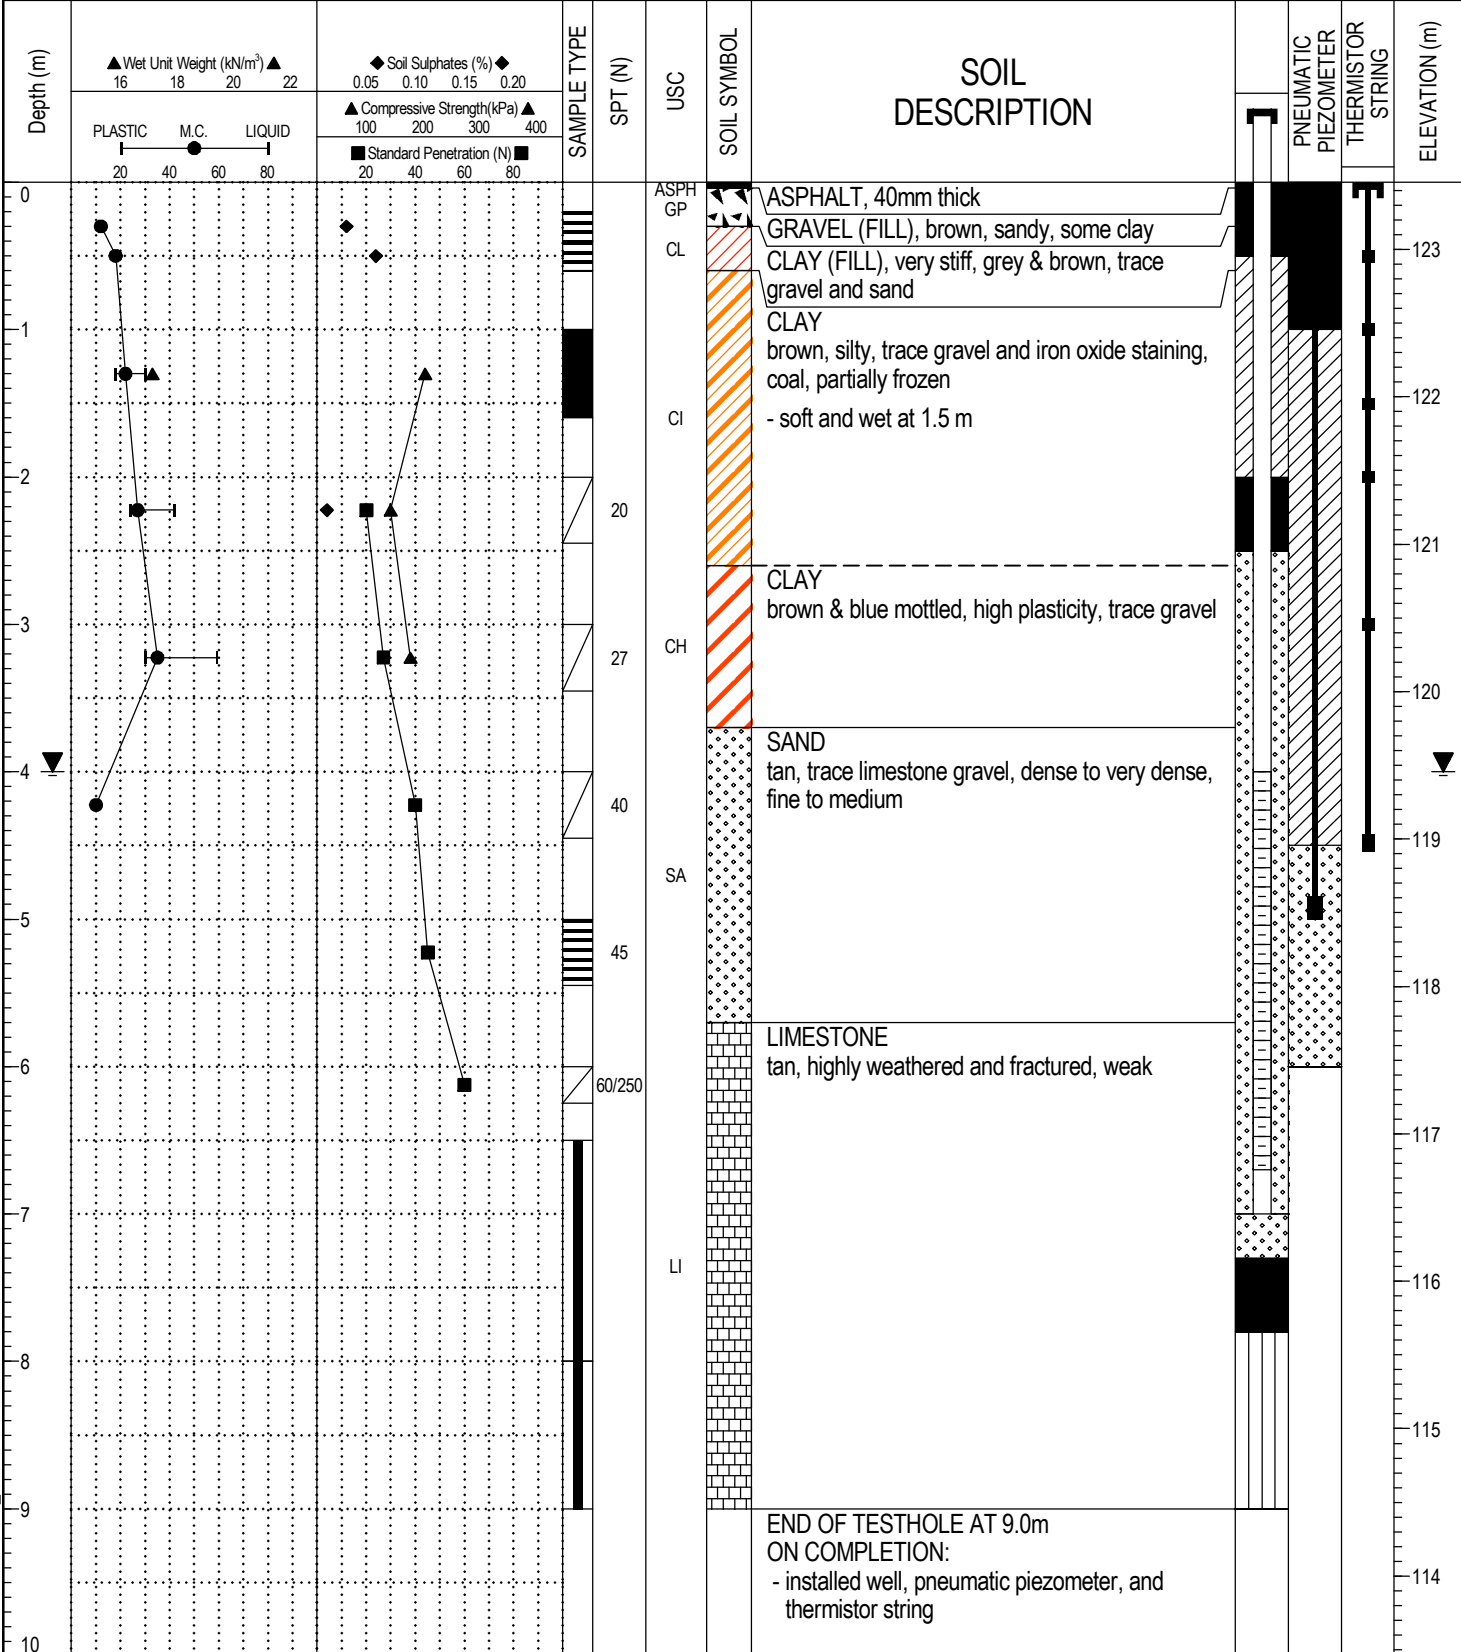 Depth (m)
▲ Wet Unit Weight (kN/m³) ▲
16 18 20 22
PLASTIC M.C. LIQUID
20 40 60 80
◆ Soil Sulphates (%) ◆
0.05 0.10 0.15 0.20
▲ Compressive Strength(kPa) ▲
100 200 300 400
■ Standard Penetration (N) ■
20 40 60 80
SAMPLE TYPE
SPT (N)
USC
SOIL SYMBOL
SOIL
DESCRIPTION
PNEUMATIC
PIEZOMETER
THERMISTOR
STRING
ELEVATION (m)
0
1
2
3
4
5
6
7
8
9
10
20
27
40
45
60/250
ASPH
GP
CL
CI
CH
SA
LI
ASPHALT, 40mm thick
GRAVEL (FILL), brown, sandy, some clay
CLAY (FILL), very stiff, grey & brown, trace
gravel and sand
CLAY
brown, silty, trace gravel and iron oxide staining,
coal, partially frozen
- soft and wet at 1.5 m
CLAY
brown & blue mottled, high plasticity, trace gravel
SAND
tan, trace limestone gravel, dense to very dense,
fine to medium
LIMESTONE
tan, highly weathered and fractured, weak
END OF TESTHOLE AT 9.0m
ON COMPLETION:
- installed well, pneumatic piezometer, and
thermistor string
123
122
121
120
119
118
117
116
115
114